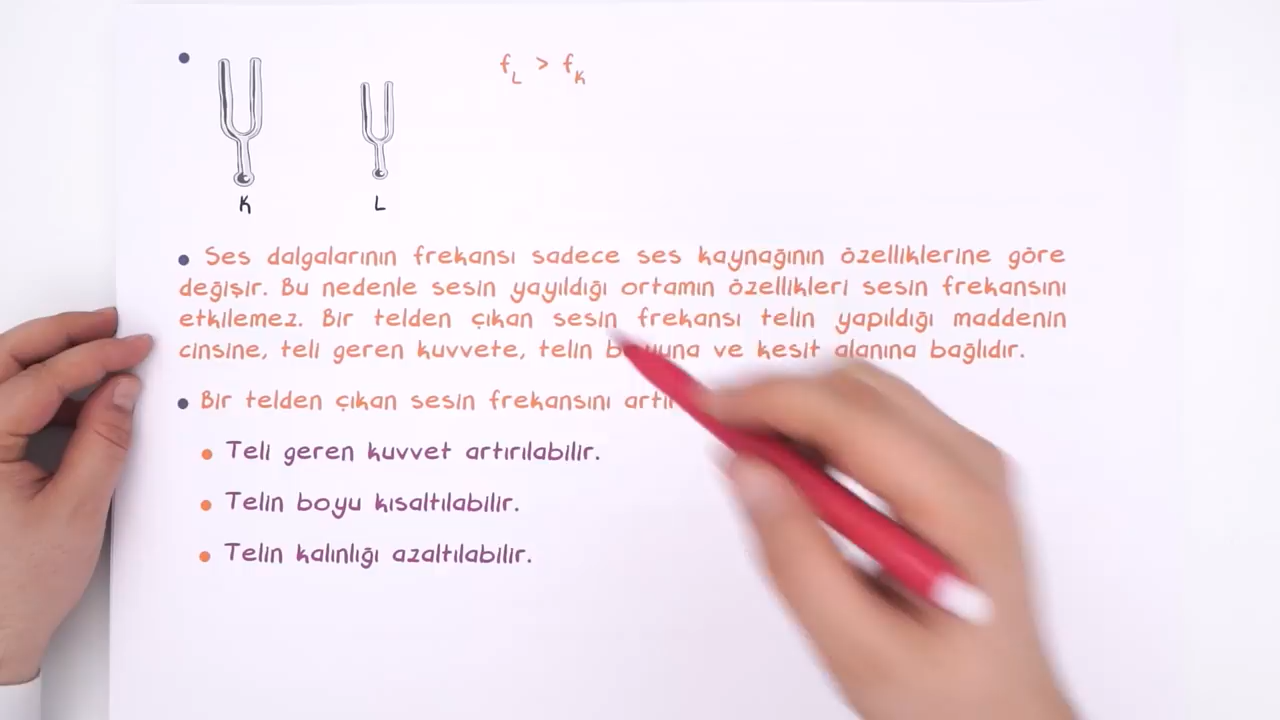 f_L > f_K
K L
• Ses dalgalarının frekansı sadece ses kaynağının özelliklerine göre
değişir. Bu nedenle sesin yayıldığı ortamın özellikleri sesin frekansını
etkilemez. Bir telden çıkan sesin frekansı telin yapıldığı maddenin
cinsine, teli geren kuvvete, telin boyuna ve kesit alanına bağlıdır.
• Bir telden çıkan sesin frekansını
• Teli geren kuvvet artırılabilir.
• Telin boyu kısaltılabilir.
• Telin kalınlığı azaltılabilir.